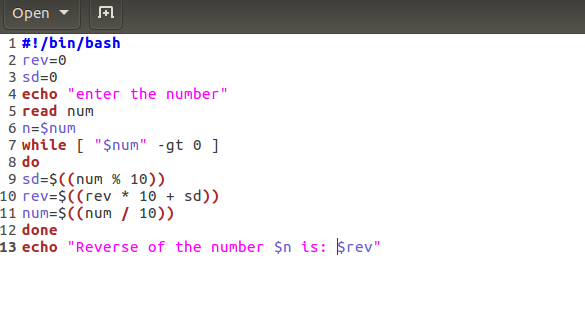 Open
1 #!/bin/bash
2 rev=0
3 sd=0
4 echo "enter the number"
5 read num
6 n=$num
7 while [ "$num" -gt 0 ]
8 do
9 sd=$((num % 10))
10 rev=$((rev * 10 + sd))
11 num=$((num / 10))
12 done
13 echo "Reverse of the number $n is: $rev"